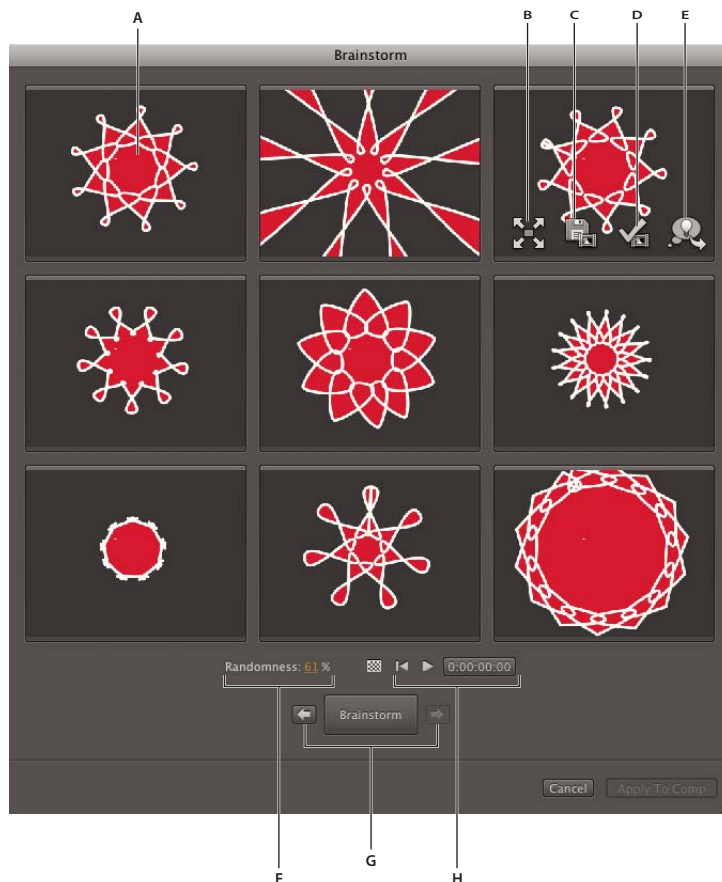 A B C D E
Brainstorm
Randomness: 61 % 0:00:00:00
Brainstorm
Cancel Apply To Comp
G
F H